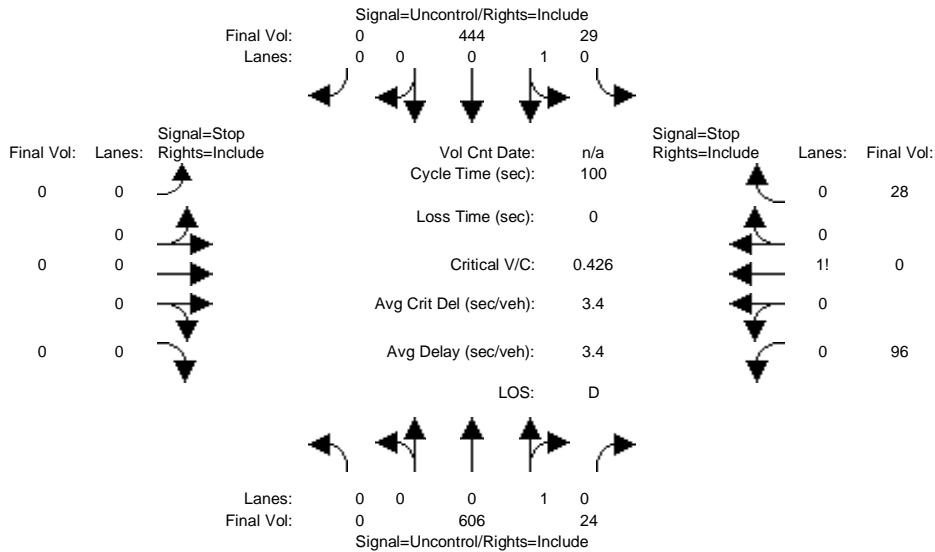 Signal=Uncontrol/Rights=Include
Final Vol: 0 444 29
Lanes: 0 0 0 1 0
Signal=Stop Signal=Stop
Final Vol: Lanes: Rights=Include Vol Cnt Date: n/a Rights=Include Lanes: Final Vol:
Cycle Time (sec): 100
0 0 0 28
Loss Time (sec): 0
0 0
0 0 Critical V/C: 0.426 1! 0
0 Avg Crit Del (sec/veh): 3.4 0
0 0 Avg Delay (sec/veh): 3.4 0 96
LOS: D
Lanes: 0 0 0 1 0
Final Vol: 0 606 24
Signal=Uncontrol/Rights=Include